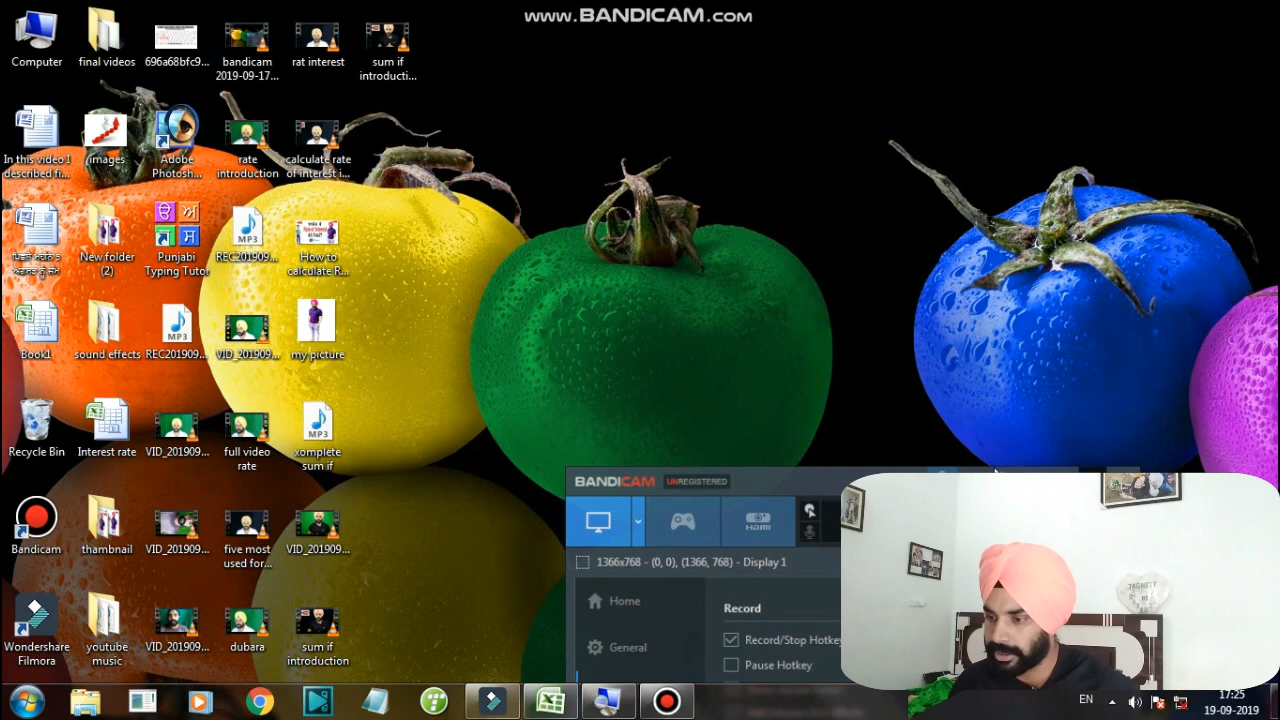 www.BANDICAM.com
Computer
final videos
696a68bfc9...
bandicam
2019-09-17...
rat interest
sum if
introducti...
In this video I
described fi...
images
Adobe
Photosh...
rate
introduction
calculate rate
of interest i...
New folder
(2)
Punjabi
Typing Tutor
REC201909...
How to
calculate R...
Book1
sound effects
REC201909...
VID_201909...
my picture
Recycle Bin
Interest rate
VID_201909...
full video
rate
xomplete
sum if
Bandicam
thambnail
VID_201909...
five most
used for...
VID_201909...
Wondershare
Filmora
youtube
music
VID_201909...
dubara
sum if
introduction
BANDICAM UNREGISTERED
HDMI
1366x768 - (0, 0), (1366, 768) - Display 1
Home
General
Record
Record/Stop Hotkey
Pause Hotkey
EN
17:25
19-09-2019